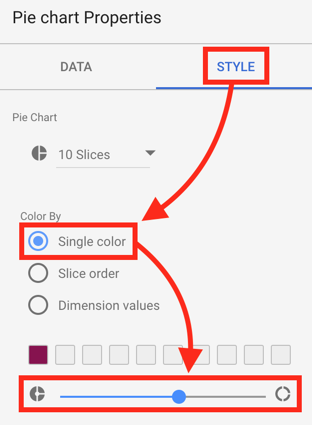 Pie chart Properties
DATA STYLE
Pie Chart
10 Slices
Color By
Single color
Slice order
Dimension values